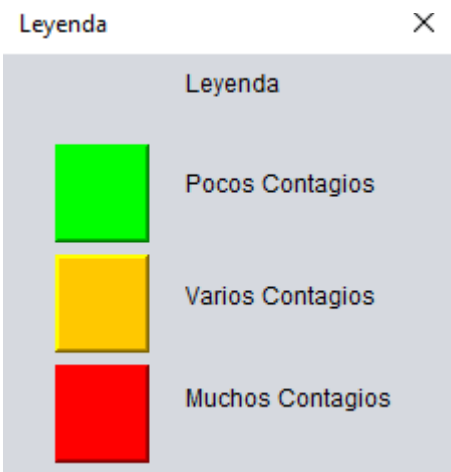 Leyenda
Leyenda
Pocos Contagios
Varios Contagios
Muchos Contagios